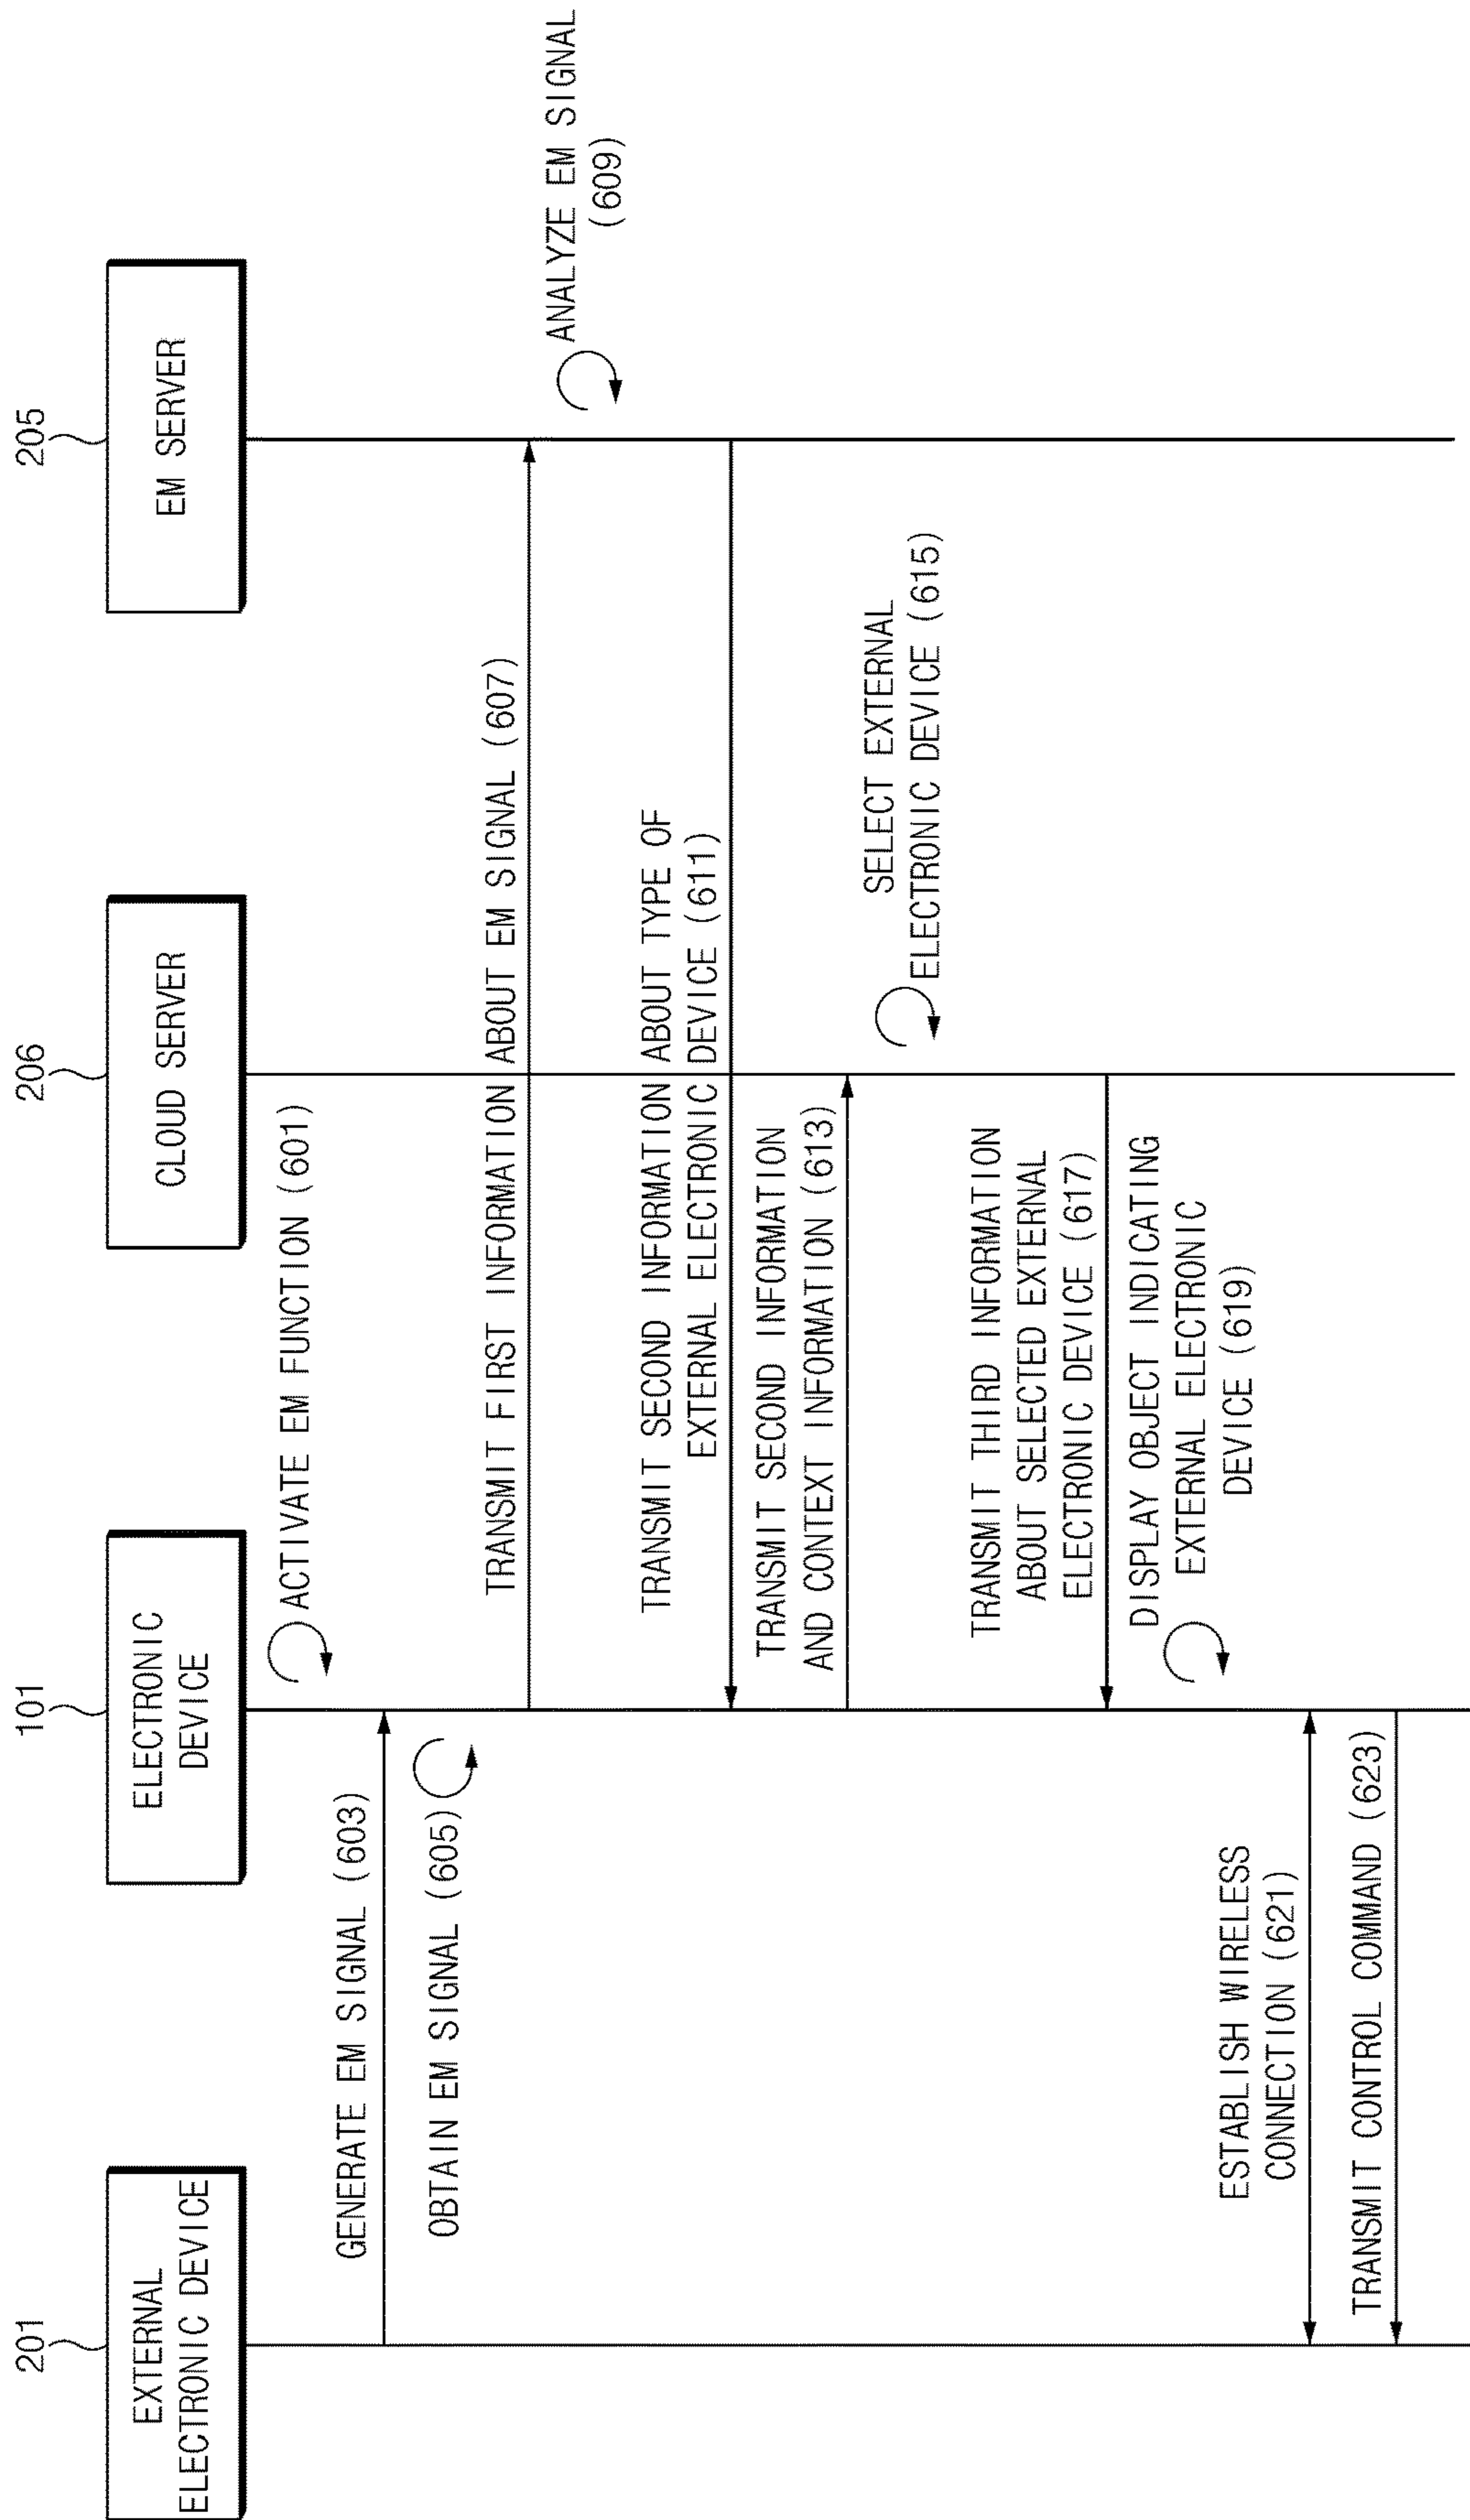 201
EXTERNAL
ELECTRONIC DEVICE
101
ELECTRONIC
DEVICE
206
CLOUD SERVER
205
EM SERVER
ACTIVATE EM FUNCTION (601)
GENERATE EM SIGNAL (603)
OBTAIN EM SIGNAL (605)
TRANSMIT FIRST INFORMATION ABOUT EM SIGNAL (607)
ANALYZE EM SIGNAL
(609)
TRANSMIT SECOND INFORMATION ABOUT TYPE OF
EXTERNAL ELECTRONIC DEVICE (611)
TRANSMIT SECOND INFORMATION
AND CONTEXT INFORMATION (613)
SELECT EXTERNAL
ELECTRONIC DEVICE (615)
TRANSMIT THIRD INFORMATION
ABOUT SELECTED EXTERNAL
ELECTRONIC DEVICE (617)
DISPLAY OBJECT INDICATING
EXTERNAL ELECTRONIC
DEVICE (619)
ESTABLISH WIRELESS
CONNECTION (621)
TRANSMIT CONTROL COMMAND (623)